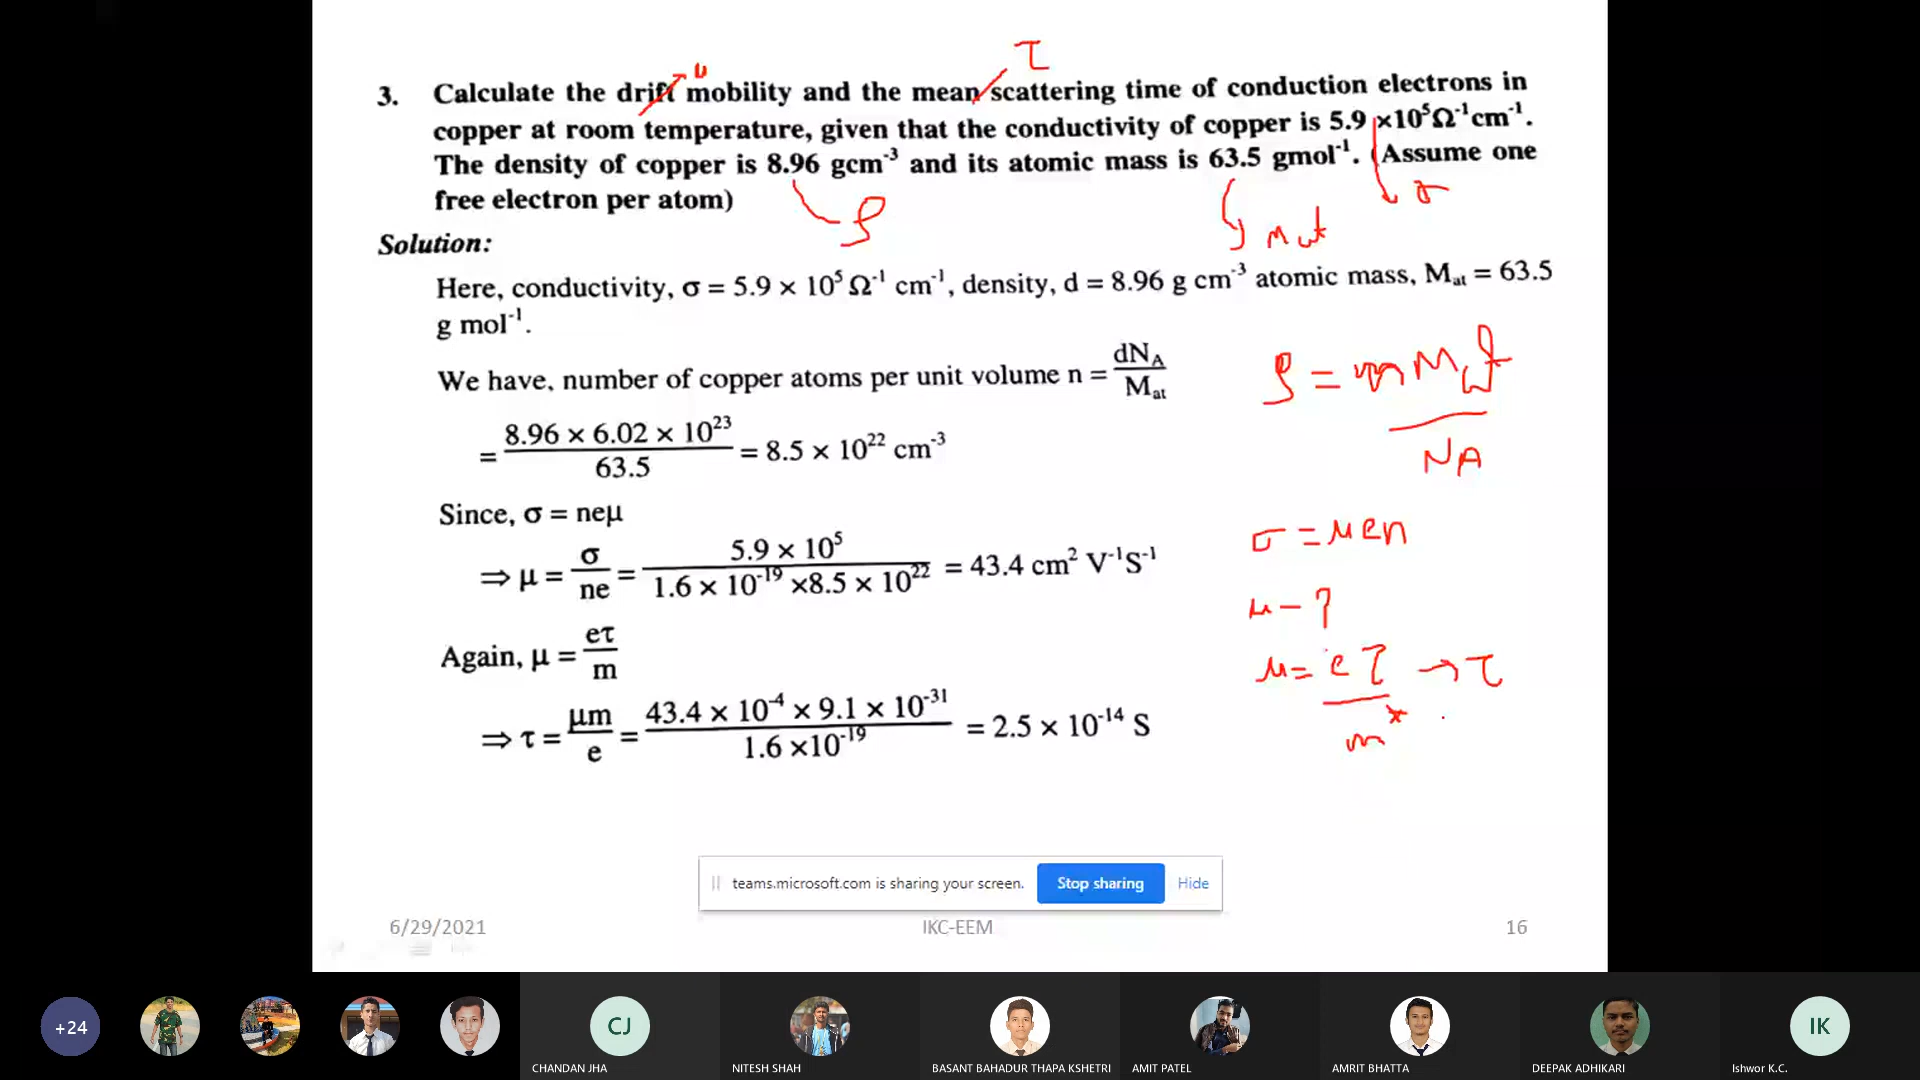 τ
μ
3. Calculate the drift mobility and the mean scattering time of conduction electrons in
copper at room temperature, given that the conductivity of copper is 5.9 ×10⁵Ω⁻¹cm⁻¹.
The density of copper is 8.96 gcm⁻³ and its atomic mass is 63.5 gmol⁻¹. (Assume one
free electron per atom)
ρ
σ
Mat
Solution:
Here, conductivity, σ = 5.9 × 10⁵ Ω⁻¹ cm⁻¹, density, d = 8.96 g cm⁻³ atomic mass, Mat = 63.5
g mol⁻¹.
We have, number of copper atoms per unit volume n = dNA / Mat
= 8.96 × 6.02 × 10²³ / 63.5 = 8.5 × 10²² cm⁻³
ρ = n Mat / NA
Since, σ = neμ
σ = μen
⇒ μ = σ / ne = 5.9 × 10⁵ / 1.6 × 10⁻¹⁹ ×8.5 × 10²² = 43.4 cm² V⁻¹S⁻¹
μ – ?
Again, μ = eτ / m
μ = eτ / m* → τ
⇒ τ = μm / e = 43.4 × 10⁻⁴ × 9.1 × 10⁻³¹ / 1.6 ×10⁻¹⁹ = 2.5 × 10⁻¹⁴ S
teams.microsoft.com is sharing your screen. Stop sharing Hide
6/29/2021 IKC-EEM 16
+24 CJ IK
CHANDAN JHA NITESH SHAH BASANT BAHADUR THAPA KSHETRI AMIT PATEL AMRIT BHATTA DEEPAK ADHIKARI Ishwor K.C.